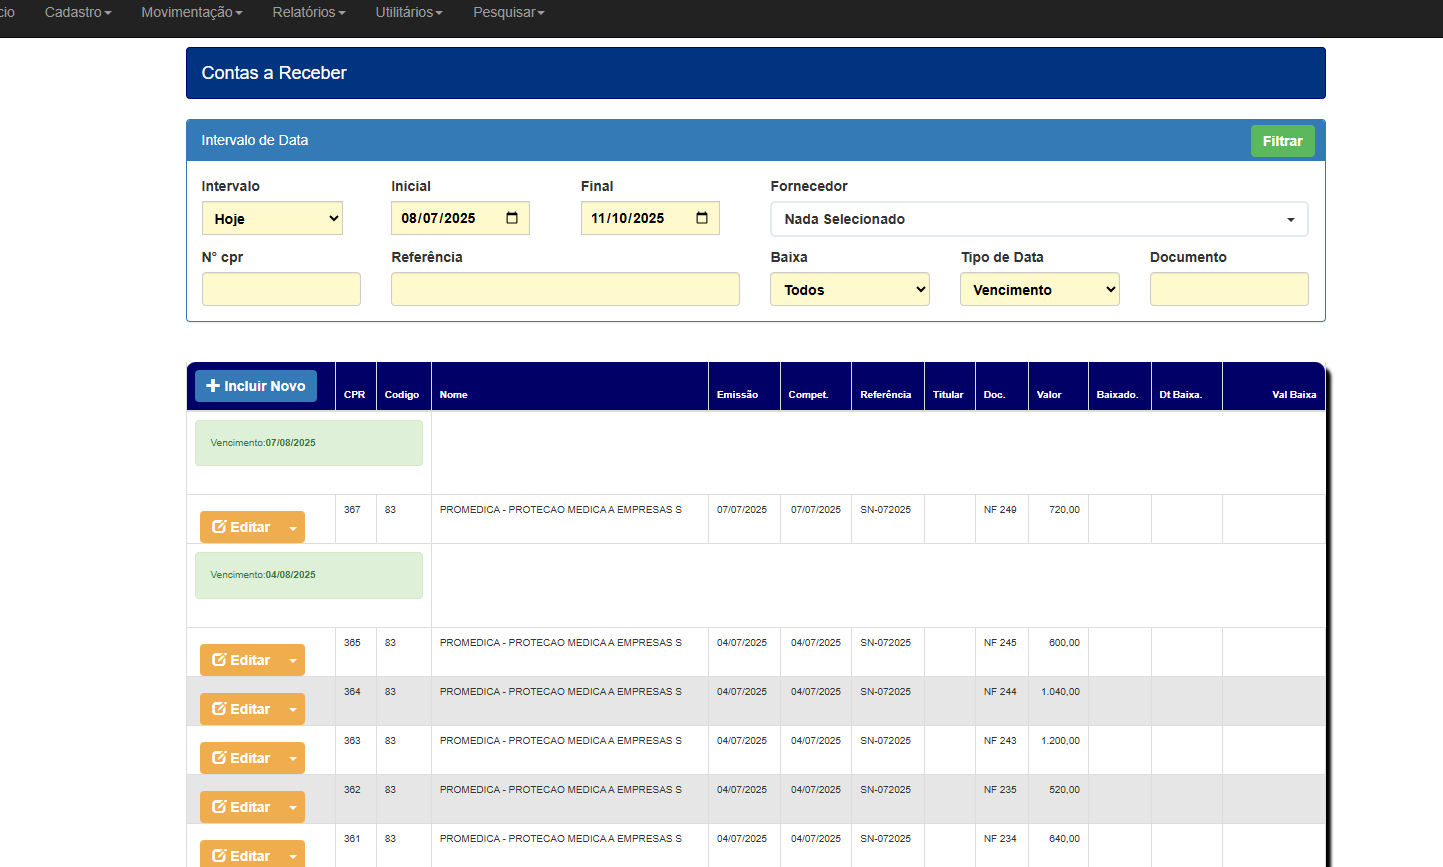 cio Cadastro Movimentação Relatórios Utilitários Pesquisar
Contas a Receber
Intervalo de Data Filtrar
Intervalo Inicial Final Fornecedor
Hoje 08/07/2025 11/10/2025 Nada Selecionado
N° cpr Referência Baixa Tipo de Data Documento
Todos Vencimento
Incluir Novo CPR Codigo Nome Emissão Compet. Referência Titular Doc. Valor Baixado. Dt Baixa. Val Baixa
Vencimento:07/08/2025
Editar 367 83 PROMEDICA - PROTECAO MEDICA A EMPRESAS S 07/07/2025 07/07/2025 SN-072025 NF 249 720,00
Vencimento:04/08/2025
Editar 365 83 PROMEDICA - PROTECAO MEDICA A EMPRESAS S 04/07/2025 04/07/2025 SN-072025 NF 245 600,00
Editar 364 83 PROMEDICA - PROTECAO MEDICA A EMPRESAS S 04/07/2025 04/07/2025 SN-072025 NF 244 1.040,00
Editar 363 83 PROMEDICA - PROTECAO MEDICA A EMPRESAS S 04/07/2025 04/07/2025 SN-072025 NF 243 1.200,00
Editar 362 83 PROMEDICA - PROTECAO MEDICA A EMPRESAS S 04/07/2025 04/07/2025 SN-072025 NF 235 520,00
Editar 361 83 PROMEDICA - PROTECAO MEDICA A EMPRESAS S 04/07/2025 04/07/2025 SN-072025 NF 234 640,00